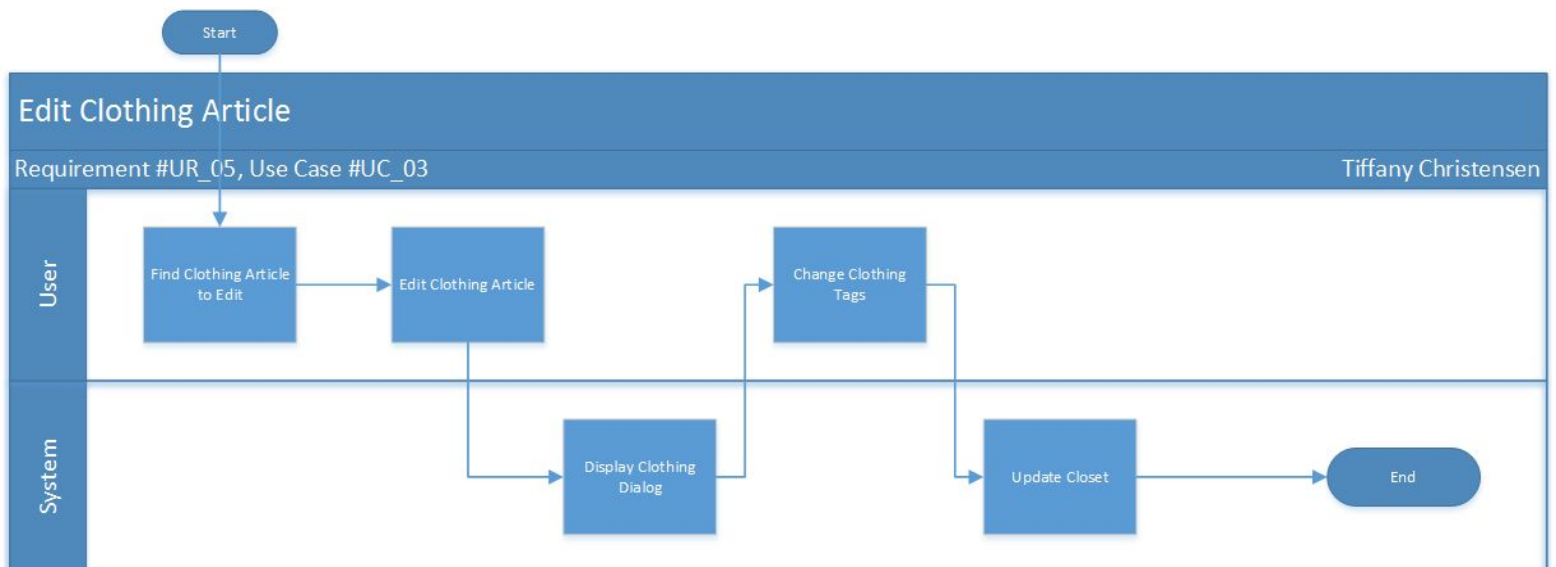 Start
Edit Clothing Article
Requirement #UR_05, Use Case #UC_03
Tiffany Christensen
User
Find Clothing Article
to Edit
Edit Clothing Article
Change Clothing
Tags
System
Display Clothing
Dialog
Update Closet
End